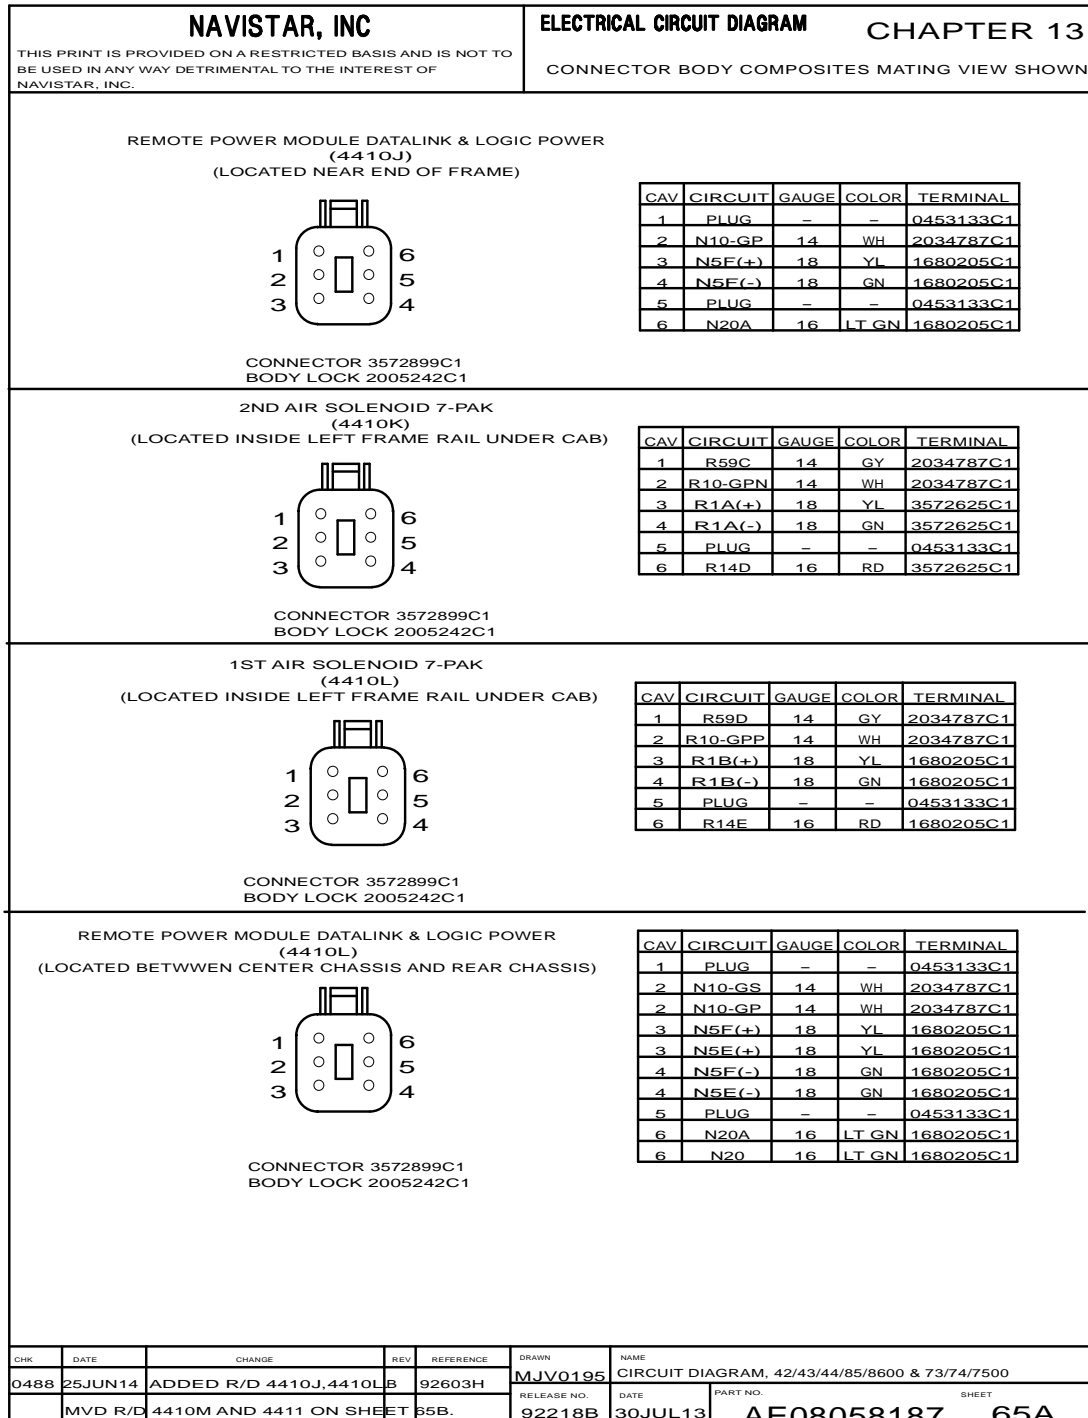 NAVISTAR, INC
THIS PRINT IS PROVIDED ON A RESTRICTED BASIS AND IS NOT TO
BE USED IN ANY WAY DETRIMENTAL TO THE INTEREST OF
NAVISTAR, INC.
ELECTRICAL CIRCUIT DIAGRAM CHAPTER 13
CONNECTOR BODY COMPOSITES MATING VIEW SHOWN
REMOTE POWER MODULE DATALINK & LOGIC POWER
(4410J)
(LOCATED NEAR END OF FRAME)
1 6
2 5
3 4
CONNECTOR 3572899C1
BODY LOCK 2005242C1
CAV CIRCUIT GAUGE COLOR TERMINAL
1 PLUG – – 0453133C1
2 N10-GP 14 WH 2034787C1
3 N5F(+) 18 YL 1680205C1
4 N5F(-) 18 GN 1680205C1
5 PLUG – – 0453133C1
6 N20A 16 LT GN 1680205C1
2ND AIR SOLENOID 7-PAK
(4410K)
(LOCATED INSIDE LEFT FRAME RAIL UNDER CAB)
1 6
2 5
3 4
CONNECTOR 3572899C1
BODY LOCK 2005242C1
CAV CIRCUIT GAUGE COLOR TERMINAL
1 R59C 14 GY 2034787C1
2 R10-GPN 14 WH 2034787C1
3 R1A(+) 18 YL 3572625C1
4 R1A(-) 18 GN 3572625C1
5 PLUG – – 0453133C1
6 R14D 16 RD 3572625C1
1ST AIR SOLENOID 7-PAK
(4410L)
(LOCATED INSIDE LEFT FRAME RAIL UNDER CAB)
1 6
2 5
3 4
CONNECTOR 3572899C1
BODY LOCK 2005242C1
CAV CIRCUIT GAUGE COLOR TERMINAL
1 R59D 14 GY 2034787C1
2 R10-GPP 14 WH 2034787C1
3 R1B(+) 18 YL 1680205C1
4 R1B(-) 18 GN 1680205C1
5 PLUG – – 0453133C1
6 R14E 16 RD 1680205C1
REMOTE POWER MODULE DATALINK & LOGIC POWER
(4410L)
(LOCATED BETWWEN CENTER CHASSIS AND REAR CHASSIS)
1 6
2 5
3 4
CONNECTOR 3572899C1
BODY LOCK 2005242C1
CAV CIRCUIT GAUGE COLOR TERMINAL
1 PLUG – – 0453133C1
2 N10-GS 14 WH 2034787C1
2 N10-GP 14 WH 2034787C1
3 N5F(+) 18 YL 1680205C1
3 N5E(+) 18 YL 1680205C1
4 N5F(-) 18 GN 1680205C1
4 N5E(-) 18 GN 1680205C1
5 PLUG – – 0453133C1
6 N20A 16 LT GN 1680205C1
6 N20 16 LT GN 1680205C1
CHK DATE CHANGE REV REFERENCE
0488 25JUN14 ADDED R/D 4410J,4410L B 92603H
MVD R/D 4410M AND 4411 ON SHEET 65B.
DRAWN
MJV0195
NAME
CIRCUIT DIAGRAM, 42/43/44/85/8600 & 73/74/7500
RELEASE NO. DATE PART NO. SHEET
92218B 30JUL13 AE08058187 65A